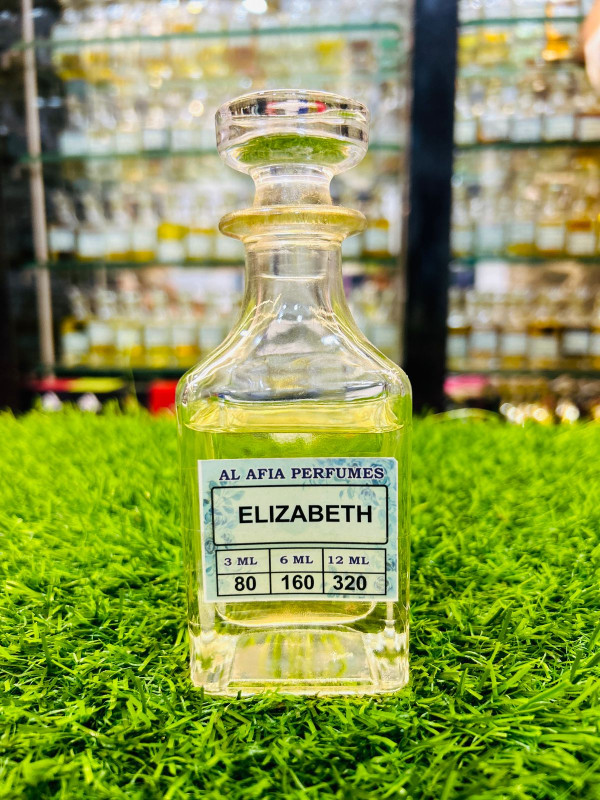 AL AFIA PERFUMES
ELIZABETH
3 ML 6 ML 12 ML
80 160 320